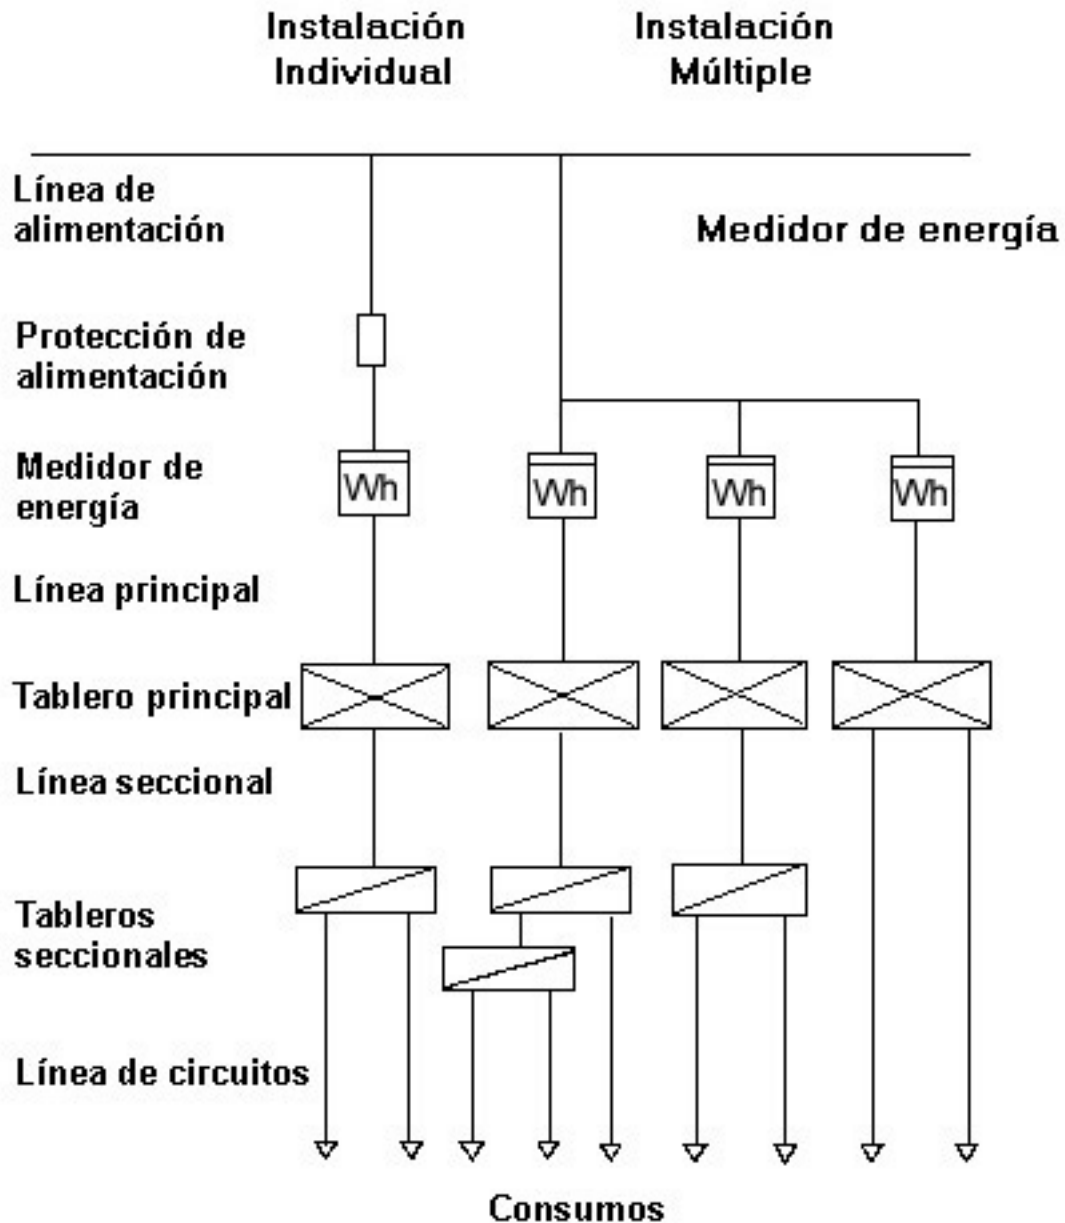 Instalación
Individual
Instalación
Múltiple
Línea de
alimentación
Medidor de energía
Protección de
alimentación
Medidor de
energía
Wh
Wh
Wh
Wh
Línea principal
Tablero principal
Línea seccional
Tableros
seccionales
Línea de circuitos
Consumos